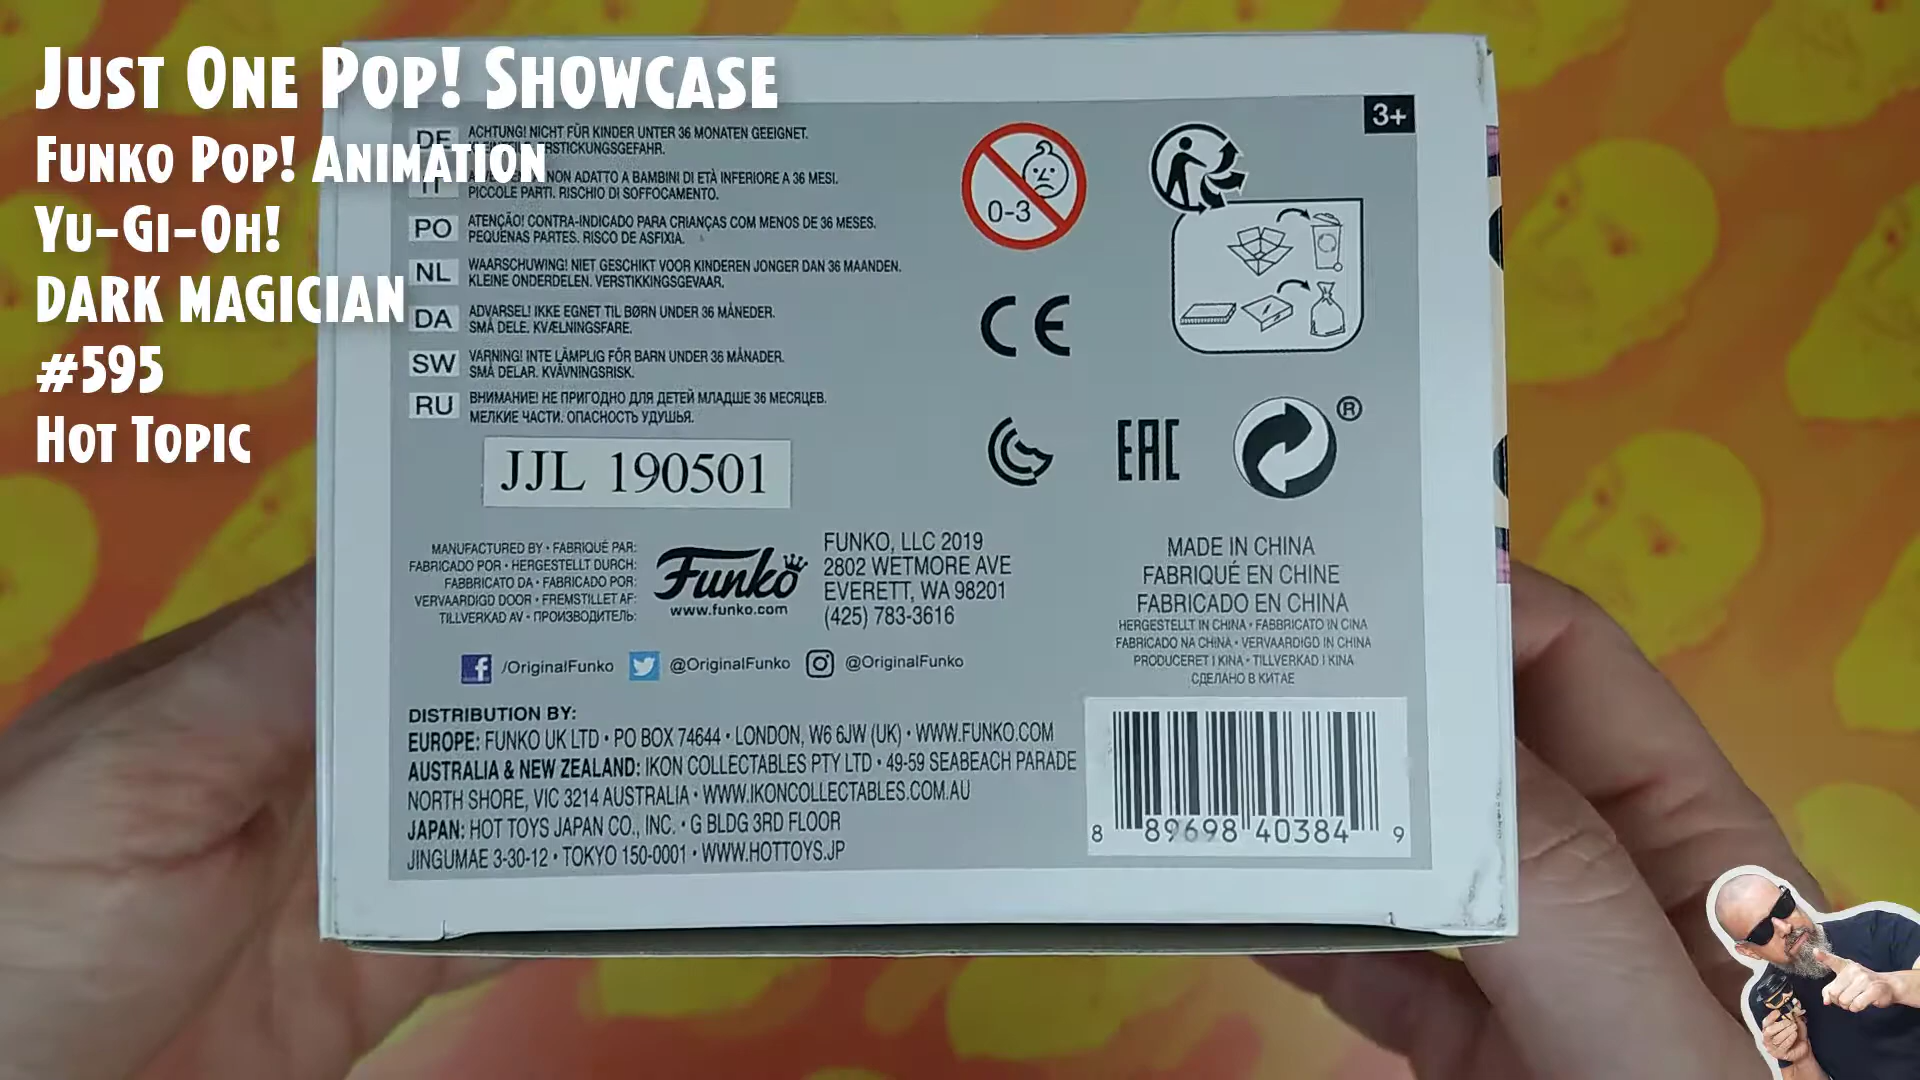 JUST ONE POP! SHOWCASE
FUNKO POP! ANIMATION
YU-GI-OH!
DARK MAGICIAN
#595
HOT TOPIC
3+
DE ACHTUNG! NICHT FÜR KINDER UNTER 36 MONATEN GEEIGNET.
ERSTICKUNGSGEFAHR.
IT NON ADATTO A BAMBINI DI ETÀ INFERIORE A 36 MESI.
PICCOLE PARTI. RISCHIO DI SOFFOCAMENTO.
PO ATENÇÃO! CONTRA-INDICADO PARA CRIANÇAS COM MENOS DE 36 MESES.
PEQUENAS PARTES. RISCO DE ASFIXIA.
NL WAARSCHUWING! NIET GESCHIKT VOOR KINDEREN JONGER DAN 36 MAANDEN.
KLEINE ONDERDELEN. VERSTIKKINGSGEVAAR.
DA ADVARSEL! IKKE EGNET TIL BØRN UNDER 36 MÅNEDER.
SMÅ DELE. KVÆLNINGSFARE.
SW VARNING! INTE LÄMPLIG FÖR BARN UNDER 36 MÅNADER.
SMÅ DELAR. KVÄVNINGSRISK.
RU ВНИМАНИЕ! НЕ ПРИГОДНО ДЛЯ ДЕТЕЙ МЛАДШЕ 36 МЕСЯЦЕВ.
МЕЛКИЕ ЧАСТИ. ОПАСНОСТЬ УДУШЬЯ.
0-3
CE
EAC
®
JJL 190501
MANUFACTURED BY • FABRIQUÉ PAR:
FABRICADO POR • HERGESTELLT DURCH:
FABBRICATO DA • FABRICADO POR:
VERVAARDIGD DOOR • FREMSTILLET AF:
TILLVERKAD AV • ПРОИЗВОДИТЕЛЬ:
Funko
www.funko.com
FUNKO, LLC 2019
2802 WETMORE AVE
EVERETT, WA 98201
(425) 783-3616
MADE IN CHINA
FABRIQUÉ EN CHINE
FABRICADO EN CHINA
HERGESTELLT IN CHINA • FABBRICATO IN CINA
FABRICADO NA CHINA • VERVAARDIGD IN CHINA
PRODUCERET I KINA • TILLVERKAD I KINA
СДЕЛАНО В КИТАЕ
/OriginalFunko @OriginalFunko @OriginalFunko
DISTRIBUTION BY:
EUROPE: FUNKO UK LTD • PO BOX 74644 • LONDON, W6 6JW (UK) • WWW.FUNKO.COM
AUSTRALIA & NEW ZEALAND: IKON COLLECTABLES PTY LTD • 49-59 SEABEACH PARADE
NORTH SHORE, VIC 3214 AUSTRALIA • WWW.IKONCOLLECTABLES.COM.AU
JAPAN: HOT TOYS JAPAN CO., INC. • G BLDG 3RD FLOOR
JINGUMAE 3-30-12 • TOKYO 150-0001 • WWW.HOTTOYS.JP
8 89698 40384 9